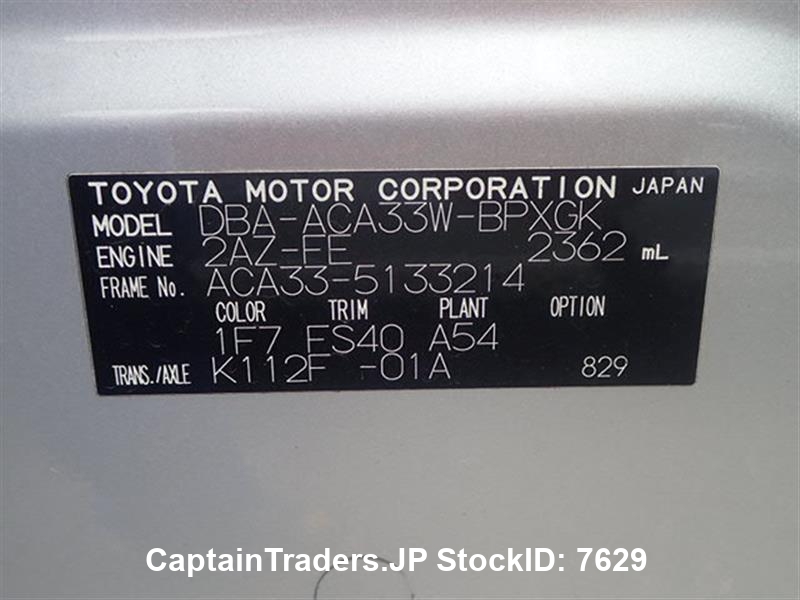 TOYOTA MOTOR CORPORATION JAPAN
MODEL DBA-ACA33W-BPXGK
ENGINE 2AZ-FE 2362 mL
FRAME No. ACA33-5133214
COLOR TRIM PLANT OPTION
1F7 FS40 A54
TRANS./AXLE K112F -01A 829
CaptainTraders.JP StockID: 7629